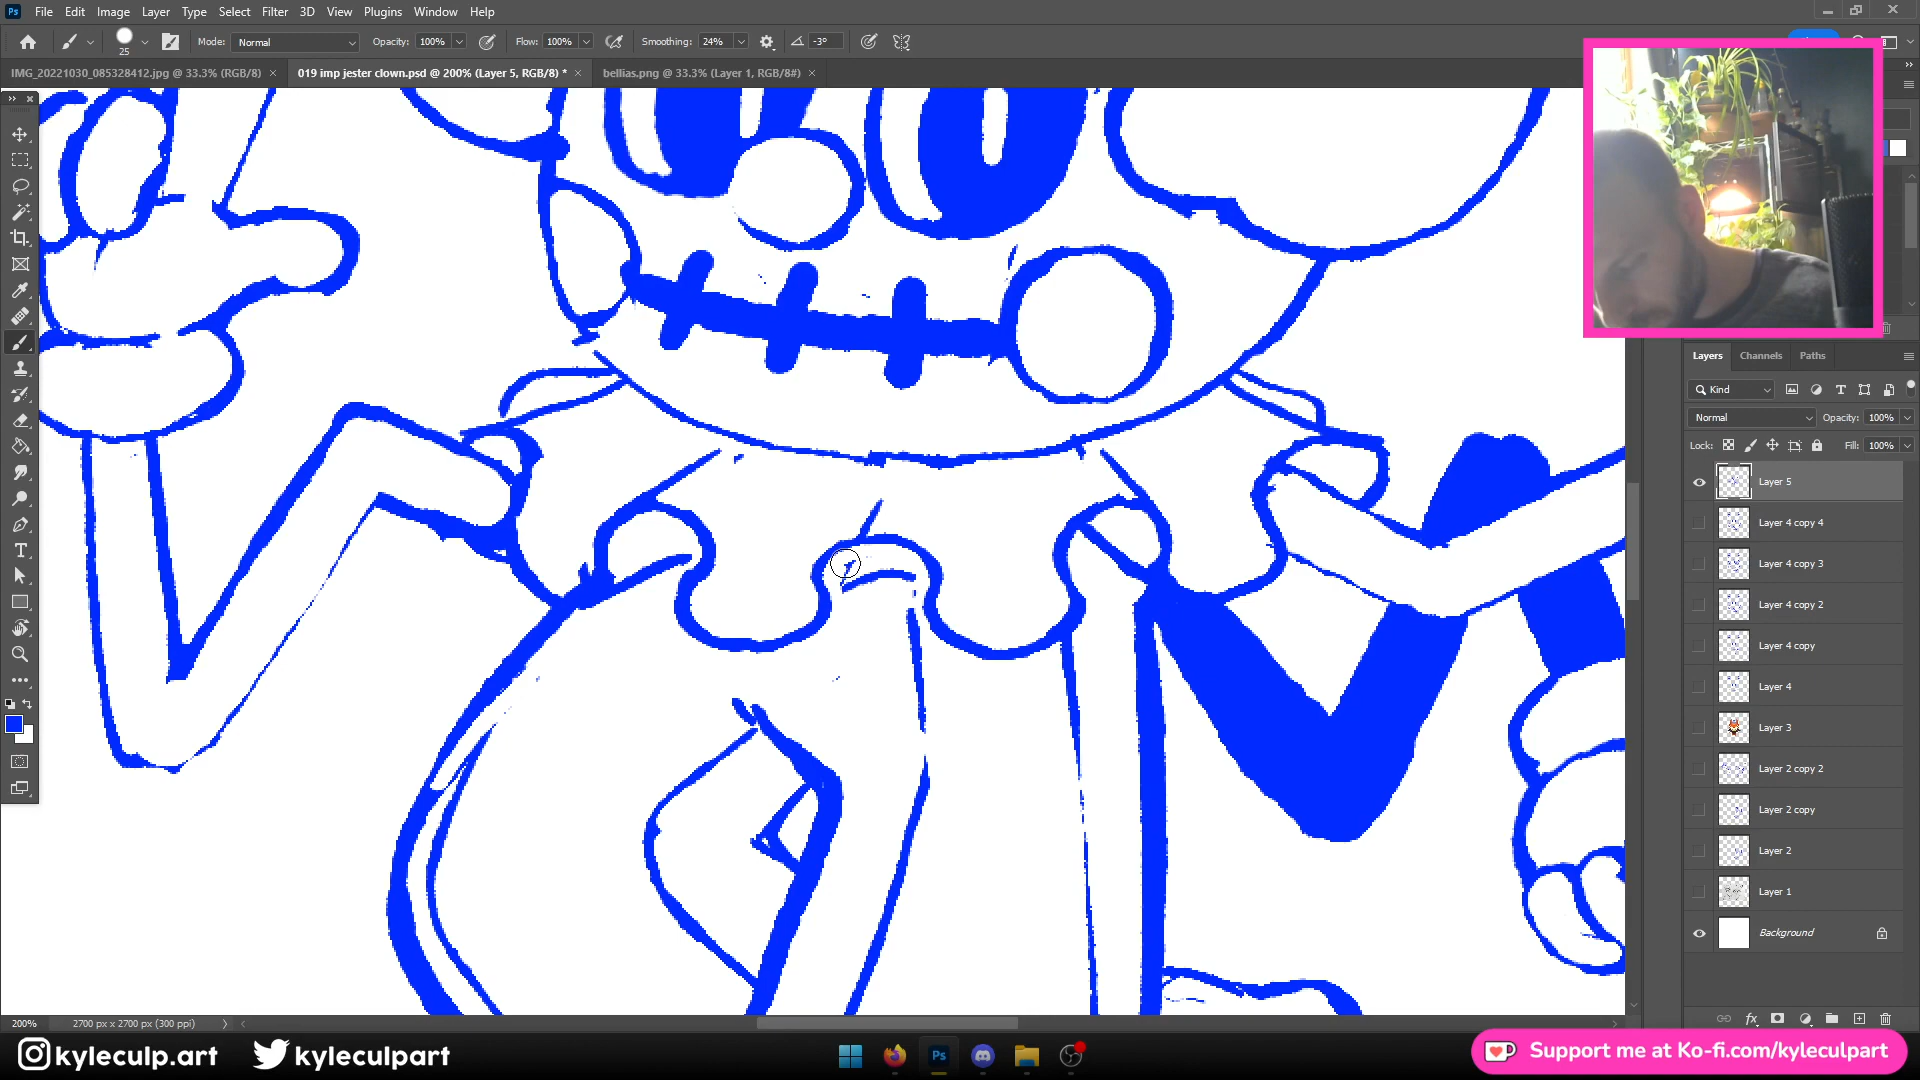 Ps File Edit Image Layer Type Select Filter 3D View Plugins Window Help
25 Mode: Normal Opacity: 100% Flow: 100% Smoothing: 24% -3°
IMG_20221030_085328412.jpg @ 33.3% (RGB/8) × 019 imp jester clown.psd @ 200% (Layer 5, RGB/8) * × bellias.png @ 33.3% (Layer 1, RGB/8#) ×
Layers Channels Paths
Kind
Normal Opacity: 100%
Lock: Fill: 100%
Layer 5
Layer 4 copy 4
Layer 4 copy 3
Layer 4 copy 2
Layer 4 copy
Layer 4
Layer 3
Layer 2 copy 2
Layer 2 copy
Layer 2
Layer 1
Background
fx
200% 2700 px x 2700 px (300 ppi)
kyleculp.art kyleculpart
Ps
Support me at Ko-fi.com/kyleculpart